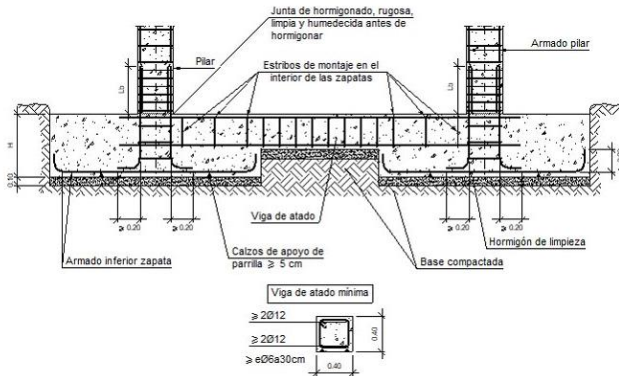 Junta de hormigonado, rugosa,
limpia y humedecida antes de
hormigonar
Armado pilar
Pilar
Estribos de montaje en el
interior de las zapatas
Lb
Lb
H
0.10
Viga de atado
⩾ 0.20
⩾ 0.20
⩾ 0.20
⩾ 0.20
Hormigón de limpieza
Armado inferior zapata
Calzos de apoyo de
parrilla ⩾ 5 cm
Base compactada
Viga de atado mínima
⩾ 2Ø12
⩾ 2Ø12
⩾ eØ6a30cm
0.40
0.40